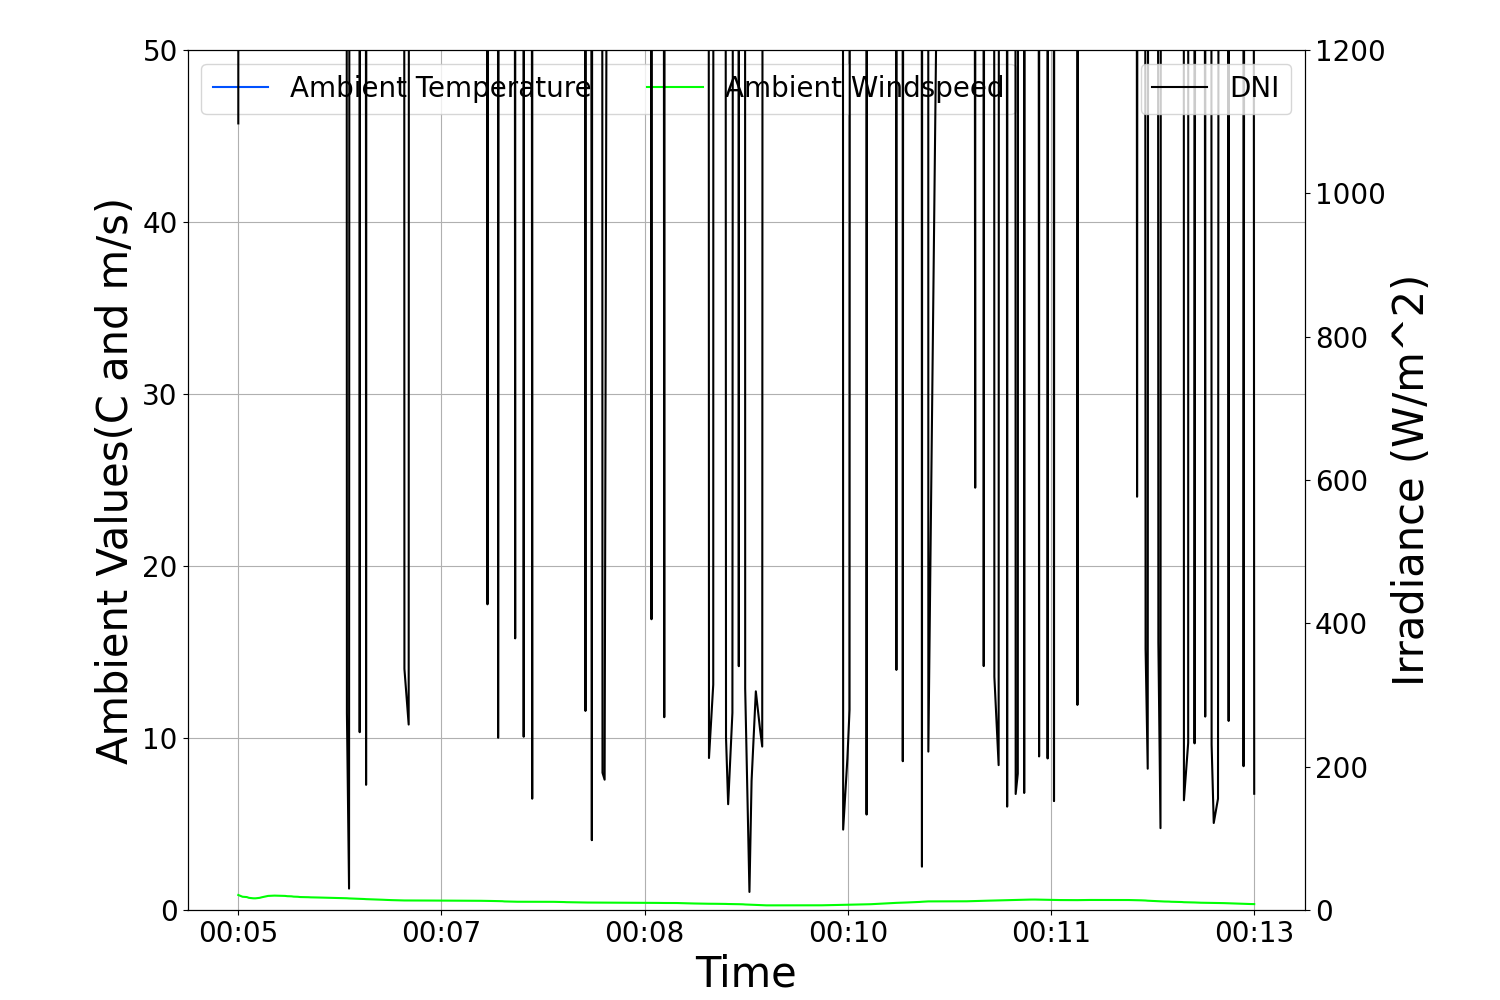 Ambient Temperature
Ambient Windspeed
DNI
50
40
30
20
10
0
1200
1000
800
600
400
200
0
Ambient Values(C and m/s)
Irradiance (W/m^2)
00:05 00:07 00:08 00:10 00:11 00:13
Time